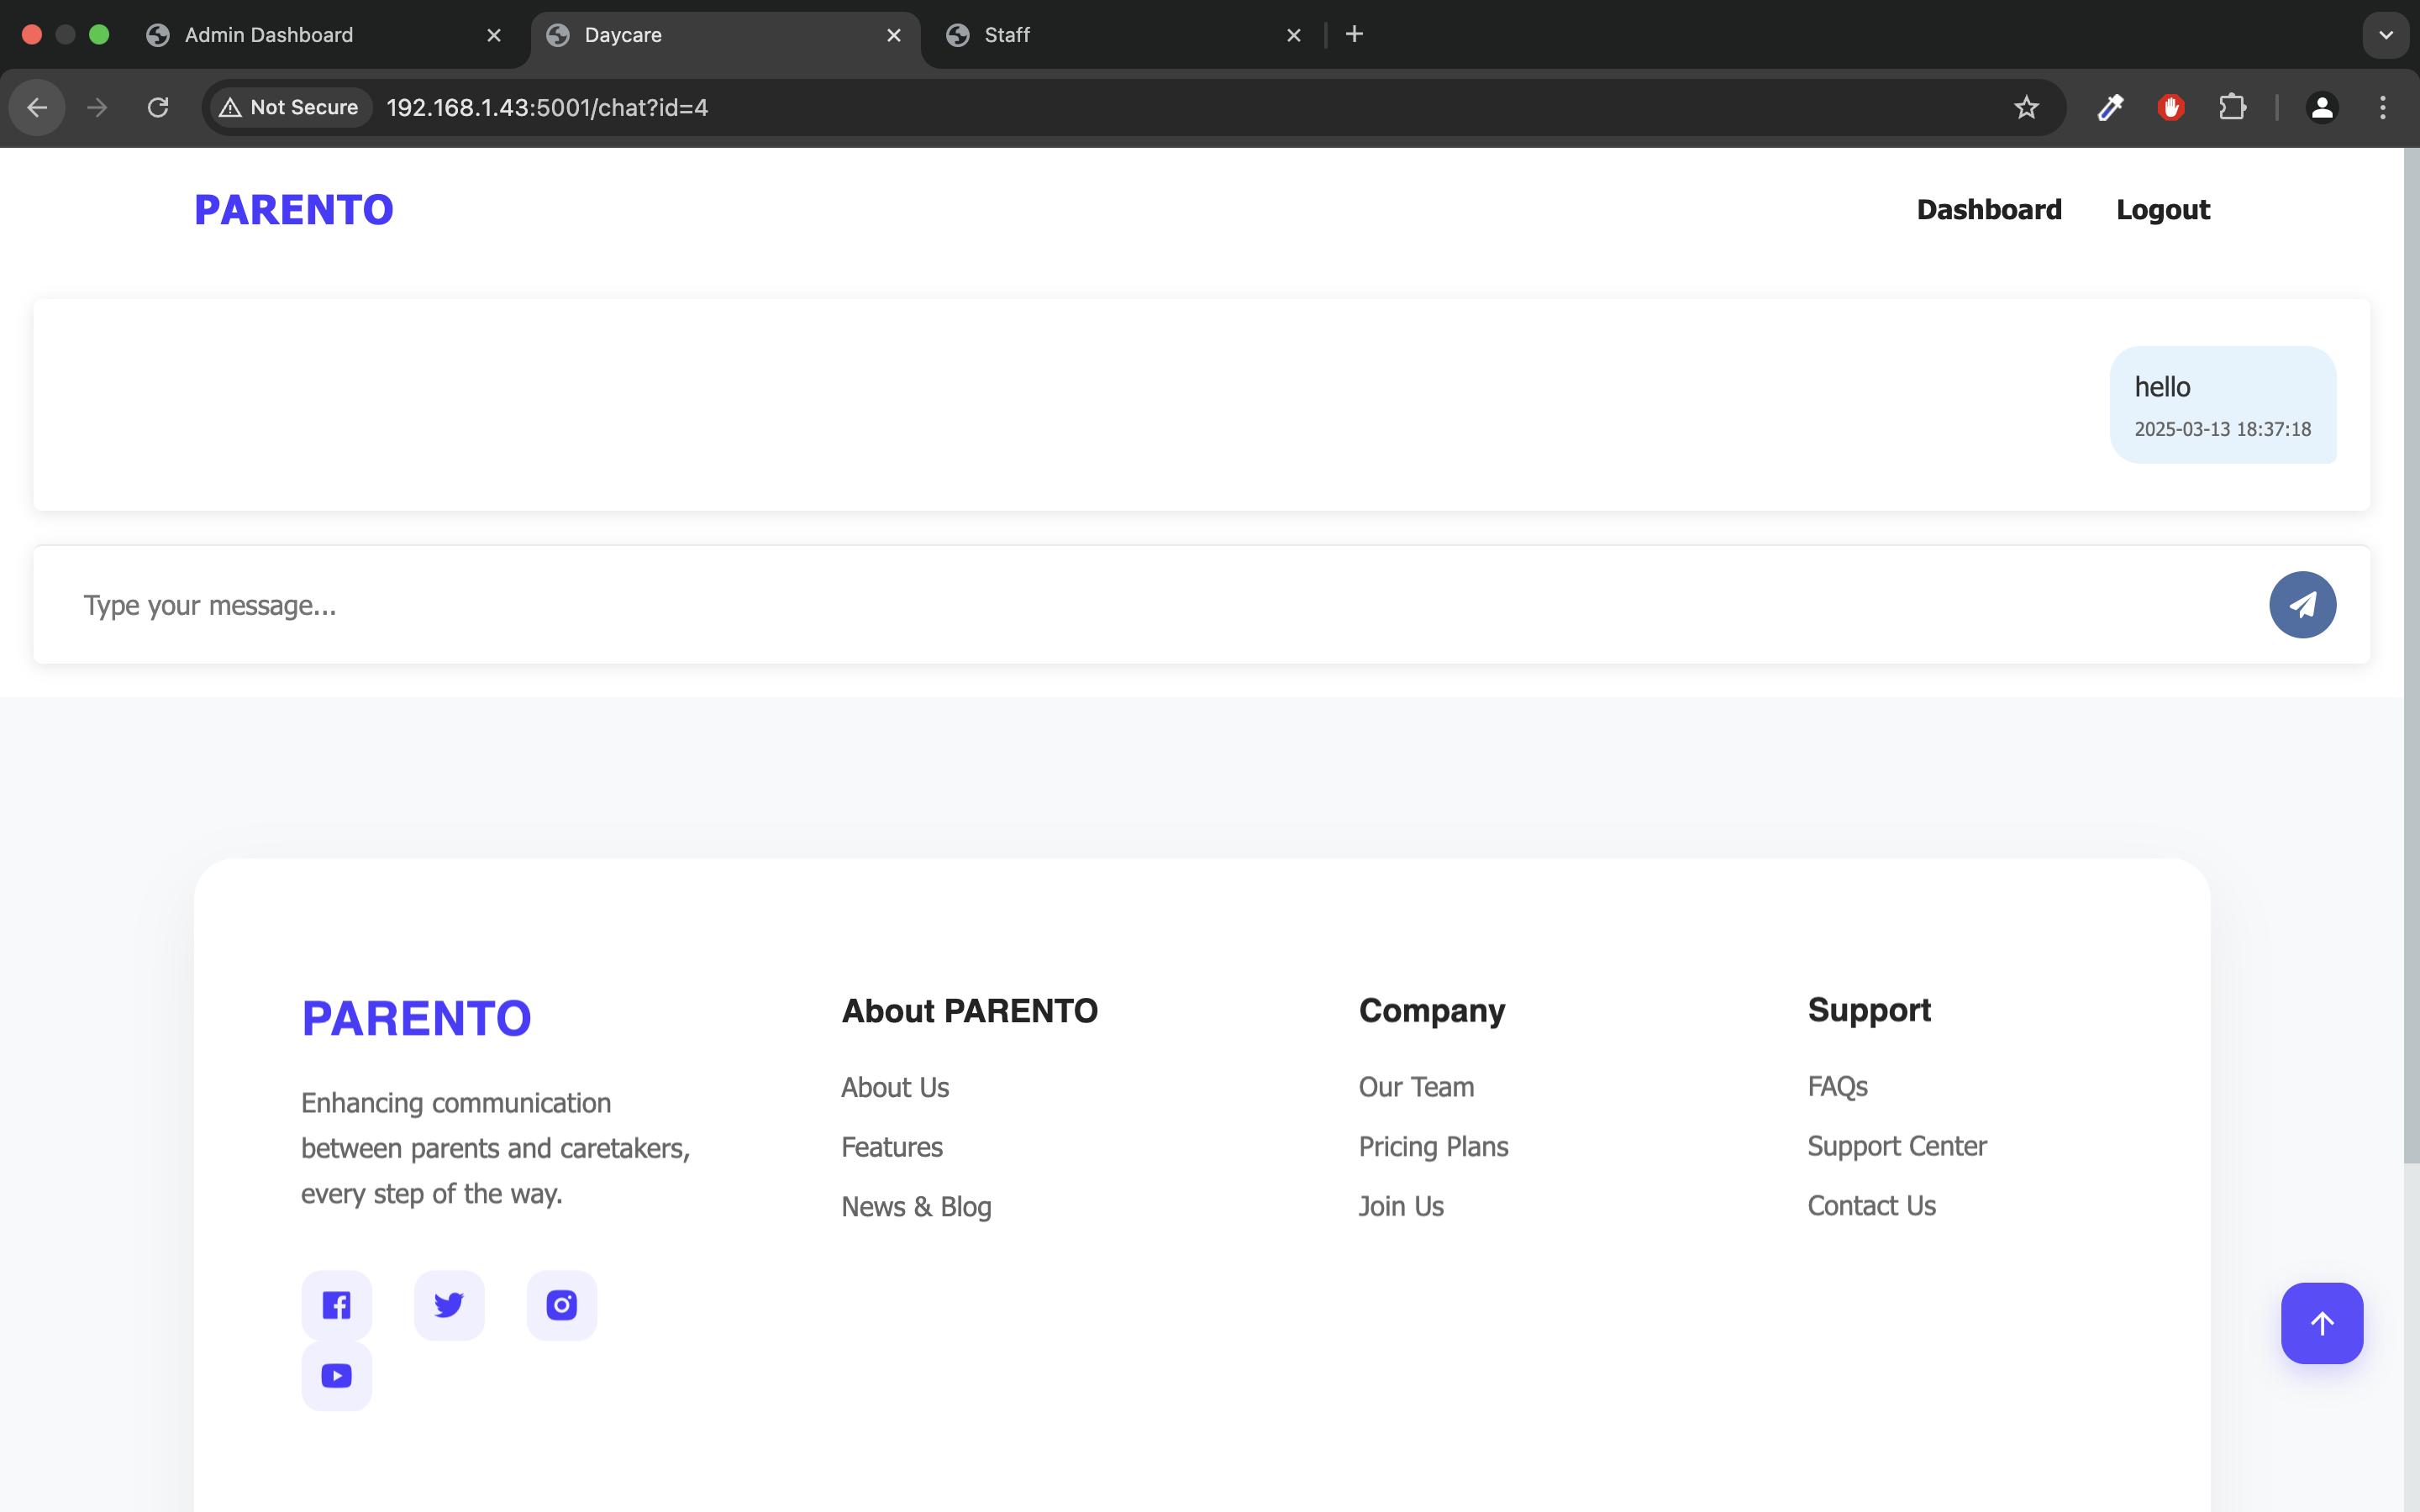 Admin Dashboard
Daycare
Staff
Not Secure
192.168.1.43:5001/chat?id=4
PARENTO
Dashboard
Logout
hello
2025-03-13 18:37:18
Type your message...
PARENTO
Enhancing communication
between parents and caretakers,
every step of the way.
About PARENTO
About Us
Features
News & Blog
Company
Our Team
Pricing Plans
Join Us
Support
FAQs
Support Center
Contact Us